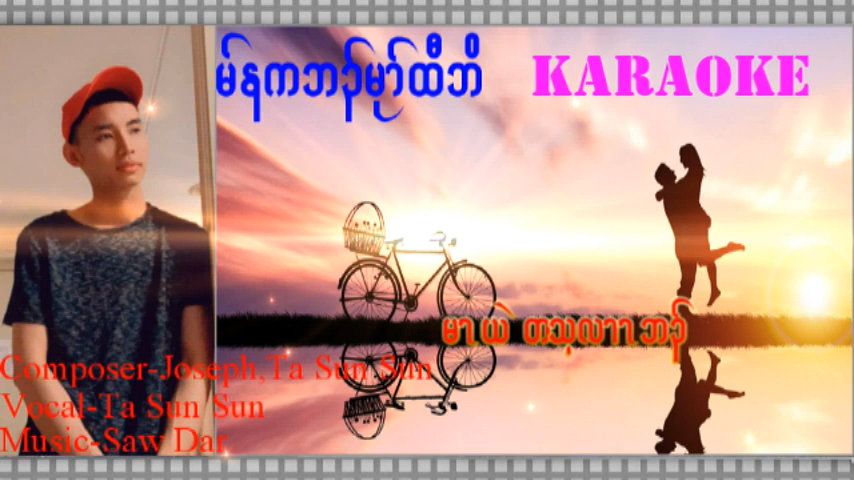 မ်နကဘၣ်မုာ်ထီဘိ
KARAOKE
မၤယဲ တသ့လၢၤဘၣ်
Composer-Joseph,Ta Sun Sun
Vocal-Ta Sun Sun
Music-Saw Dar